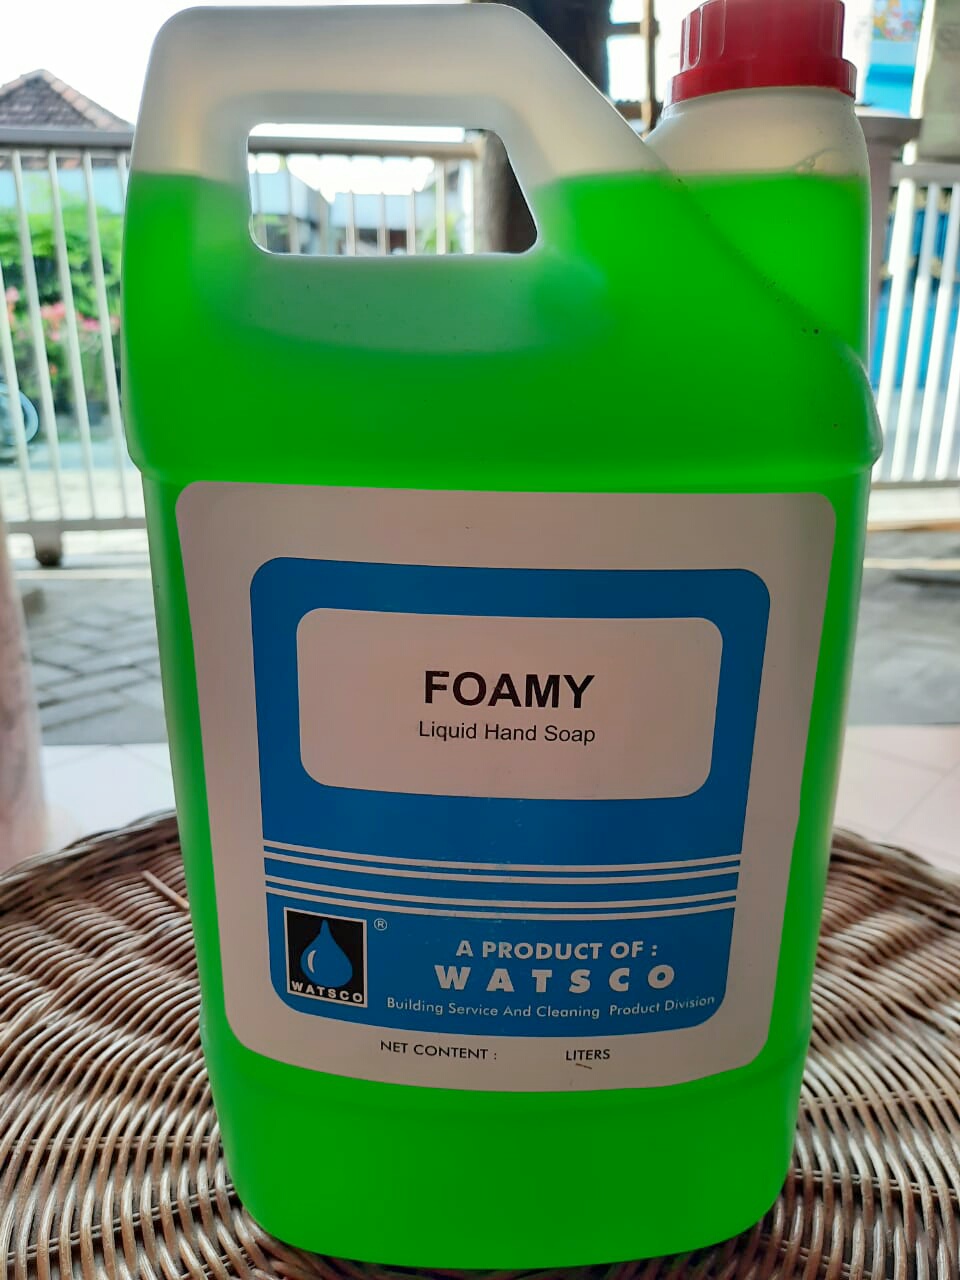 FOAMY
Liquid Hand Soap
®
WATSCO
A PRODUCT OF :
WATSCO
Building Service And Cleaning Product Division
NET CONTENT : LITERS